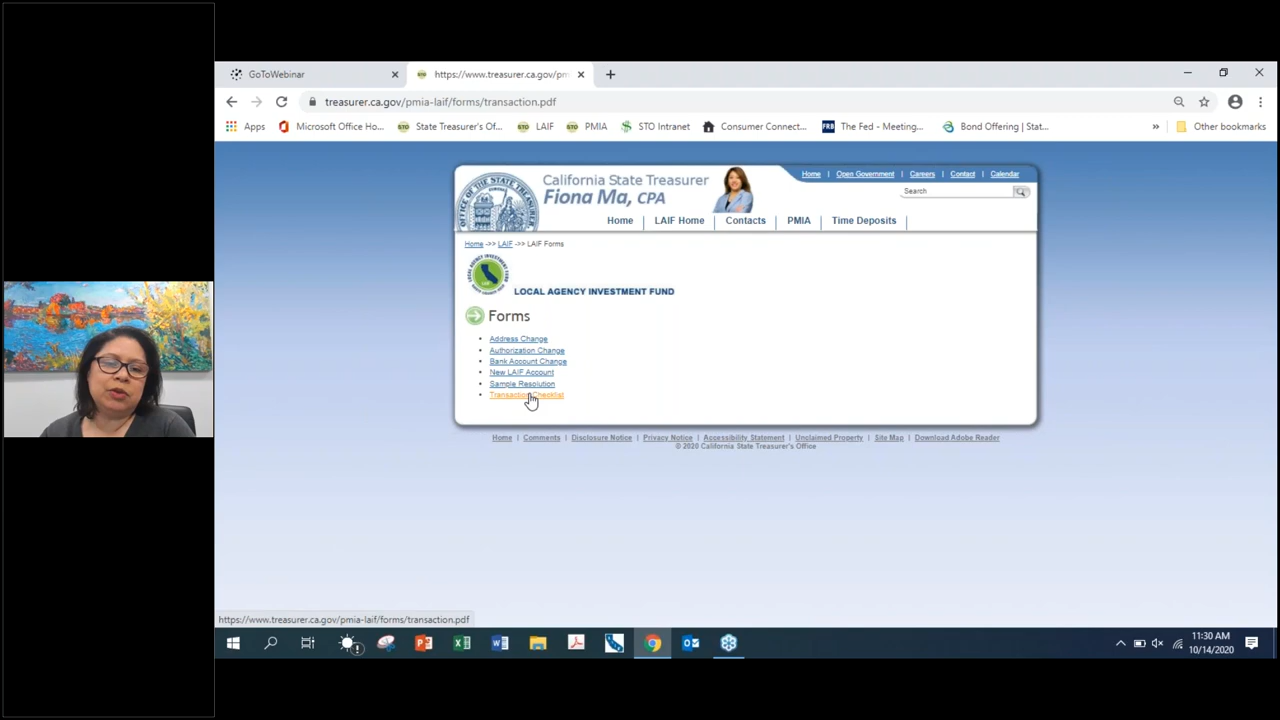 GoToWebinar
https://www.treasurer.ca.gov/pm
treasurer.ca.gov/pmia-laif/forms/transaction.pdf
Apps Microsoft Office Ho... State Treasurer's Of... LAIF PMIA STO Intranet Consumer Connect... FRB The Fed - Meeting... Bond Offering | Stat... » Other bookmarks
California State Treasurer
Fiona Ma, CPA
Home | Open Government | Careers | Contact | Calendar
Search
Home | LAIF Home | Contacts | PMIA | Time Deposits |
Home ->> LAIF ->> LAIF Forms
LOCAL AGENCY INVESTMENT FUND
Forms
• Address Change
• Authorization Change
• Bank Account Change
• New LAIF Account
• Sample Resolution
• Transaction Checklist
Home | Comments | Disclosure Notice | Privacy Notice | Accessibility Statement | Unclaimed Property | Site Map | Download Adobe Reader
© 2020 California State Treasurer's Office
https://www.treasurer.ca.gov/pmia-laif/forms/transaction.pdf
11:30 AM
10/14/2020